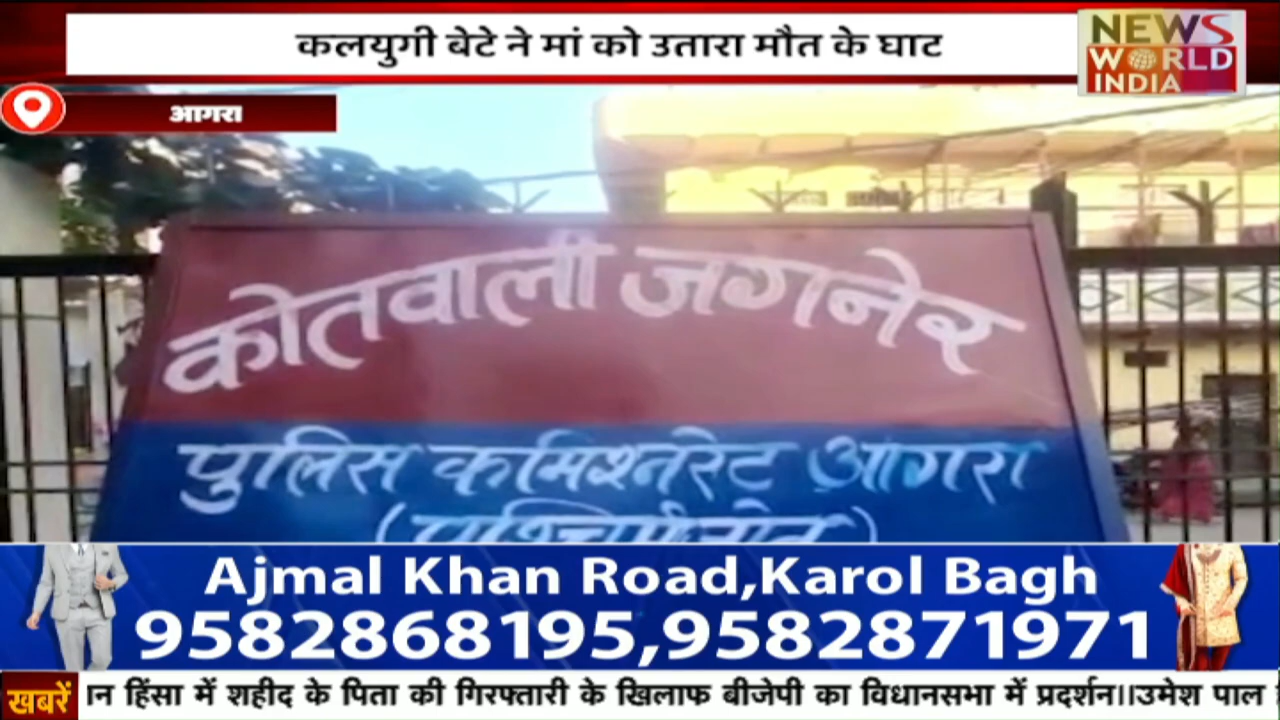 कलयुगी बेटे ने मां को उतारा मौत के घाट
NEWS
WORLD
INDIA
आगरा
कोतवाली जगनेर
पुलिस कमिश्नरेट आगरा
Ajmal Khan Road,Karol Bagh
9582868195,9582871971
खबरें
न हिंसा में शहीद के पिता की गिरफ्तारी के खिलाफ बीजेपी का विधानसभा में प्रदर्शन।।उमेश पाल